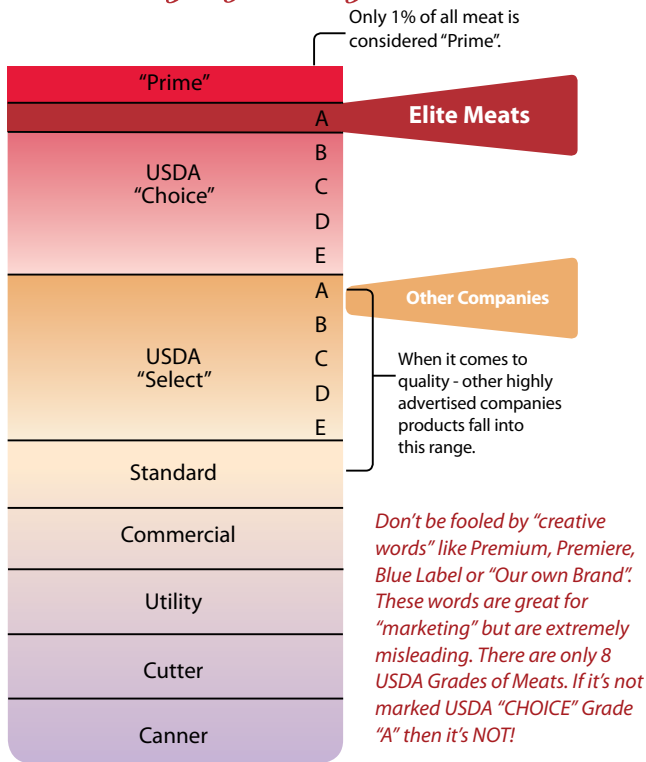 Only 1% of all meat is
considered “Prime”.
“Prime”
A
Elite Meats
B
USDA
“Choice”
C
D
E
A
Other Companies
B
USDA
“Select”
C
D
E
When it comes to
quality - other highly
advertised companies
products fall into
this range.
Standard
Commercial
Utility
Cutter
Canner
Don’t be fooled by “creative
words” like Premium, Premiere,
Blue Label or “Our own Brand”.
These words are great for
“marketing” but are extremely
misleading. There are only 8
USDA Grades of Meats. If it’s not
marked USDA “CHOICE” Grade
“A” then it’s NOT!